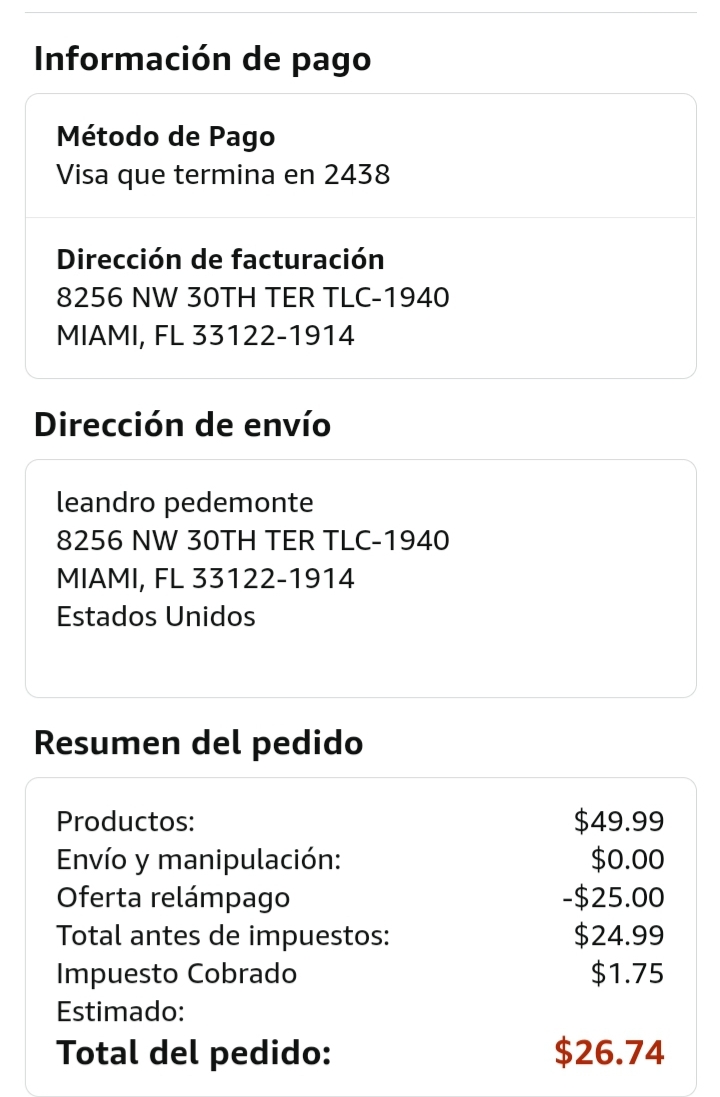 Información de pago
Método de Pago
Visa que termina en 2438
Dirección de facturación
8256 NW 30TH TER TLC-1940
MIAMI, FL 33122-1914
Dirección de envío
leandro pedemonte
8256 NW 30TH TER TLC-1940
MIAMI, FL 33122-1914
Estados Unidos
Resumen del pedido
Productos: $49.99
Envío y manipulación: $0.00
Oferta relámpago -$25.00
Total antes de impuestos: $24.99
Impuesto Cobrado $1.75
Estimado:
Total del pedido: $26.74